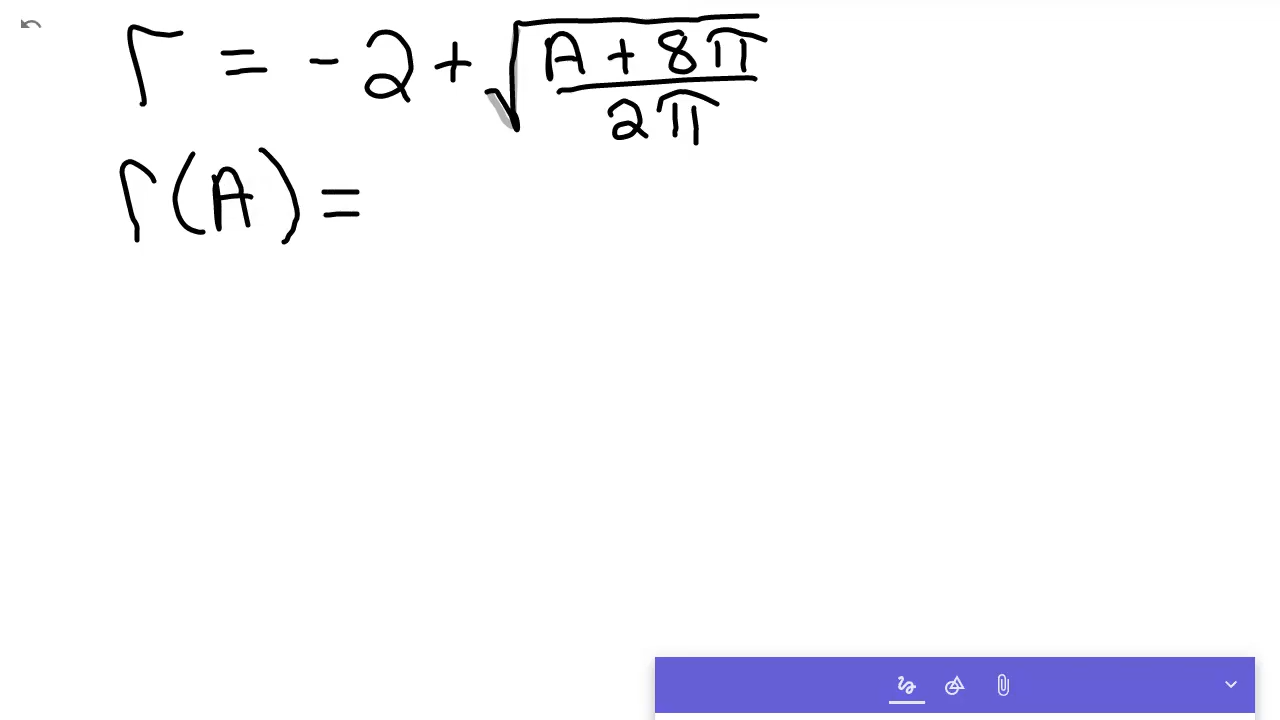 r = -2 + √((A + 8π)/(2π))
r(A) =